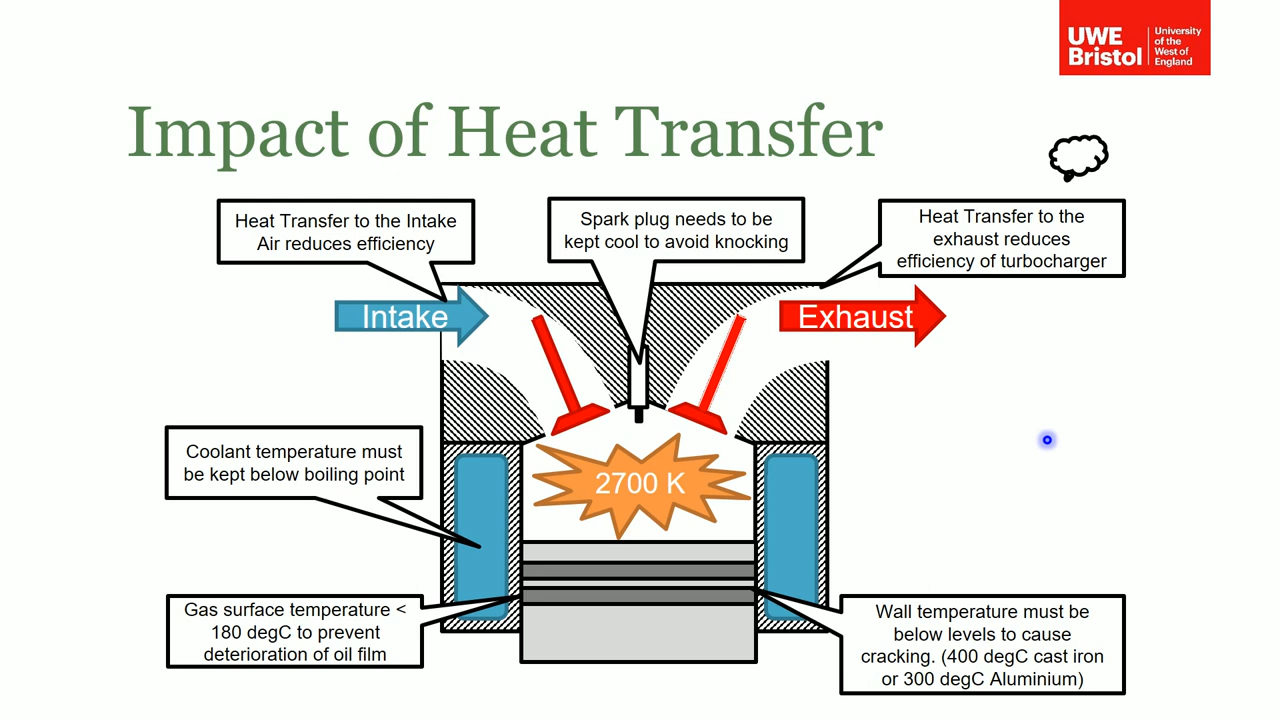 UWE
Bristol
University
of the
West of
England
Impact of Heat Transfer
Heat Transfer to the Intake
Air reduces efficiency
Spark plug needs to be
kept cool to avoid knocking
Heat Transfer to the
exhaust reduces
efficiency of turbocharger
Intake
Exhaust
Coolant temperature must
be kept below boiling point
2700 K
Gas surface temperature <
180 degC to prevent
deterioration of oil film
Wall temperature must be
below levels to cause
cracking. (400 degC cast iron
or 300 degC Aluminium)